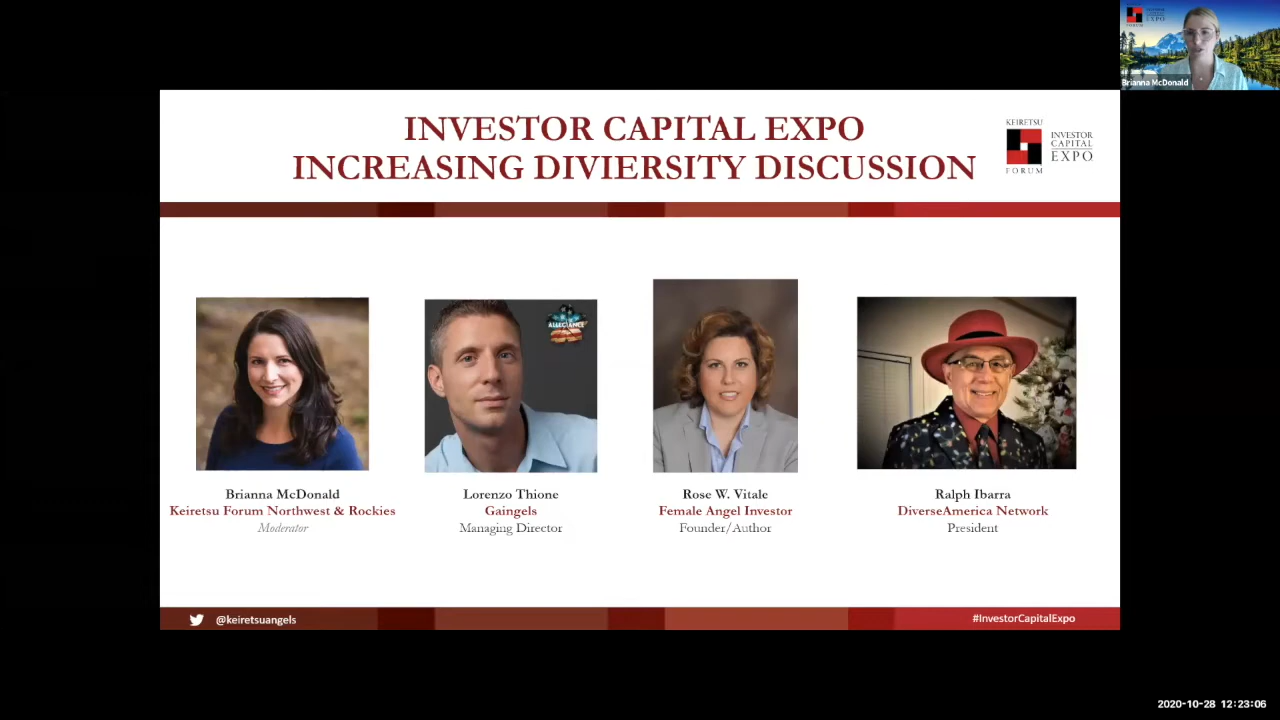 Brianna McDonald
INVESTOR CAPITAL EXPO
INCREASING DIVIERSITY DISCUSSION
KEIRETSU
FORUM
INVESTOR
CAPITAL
EXPO
ALLEGIANCE
Brianna McDonald
Keiretsu Forum Northwest & Rockies
Moderator
Lorenzo Thione
Gaingels
Managing Director
Rose W. Vitale
Female Angel Investor
Founder/Author
Ralph Ibarra
DiverseAmerica Network
President
@keiretsuangels
#InvestorCapitalExpo
2020-10-28 12:23:06